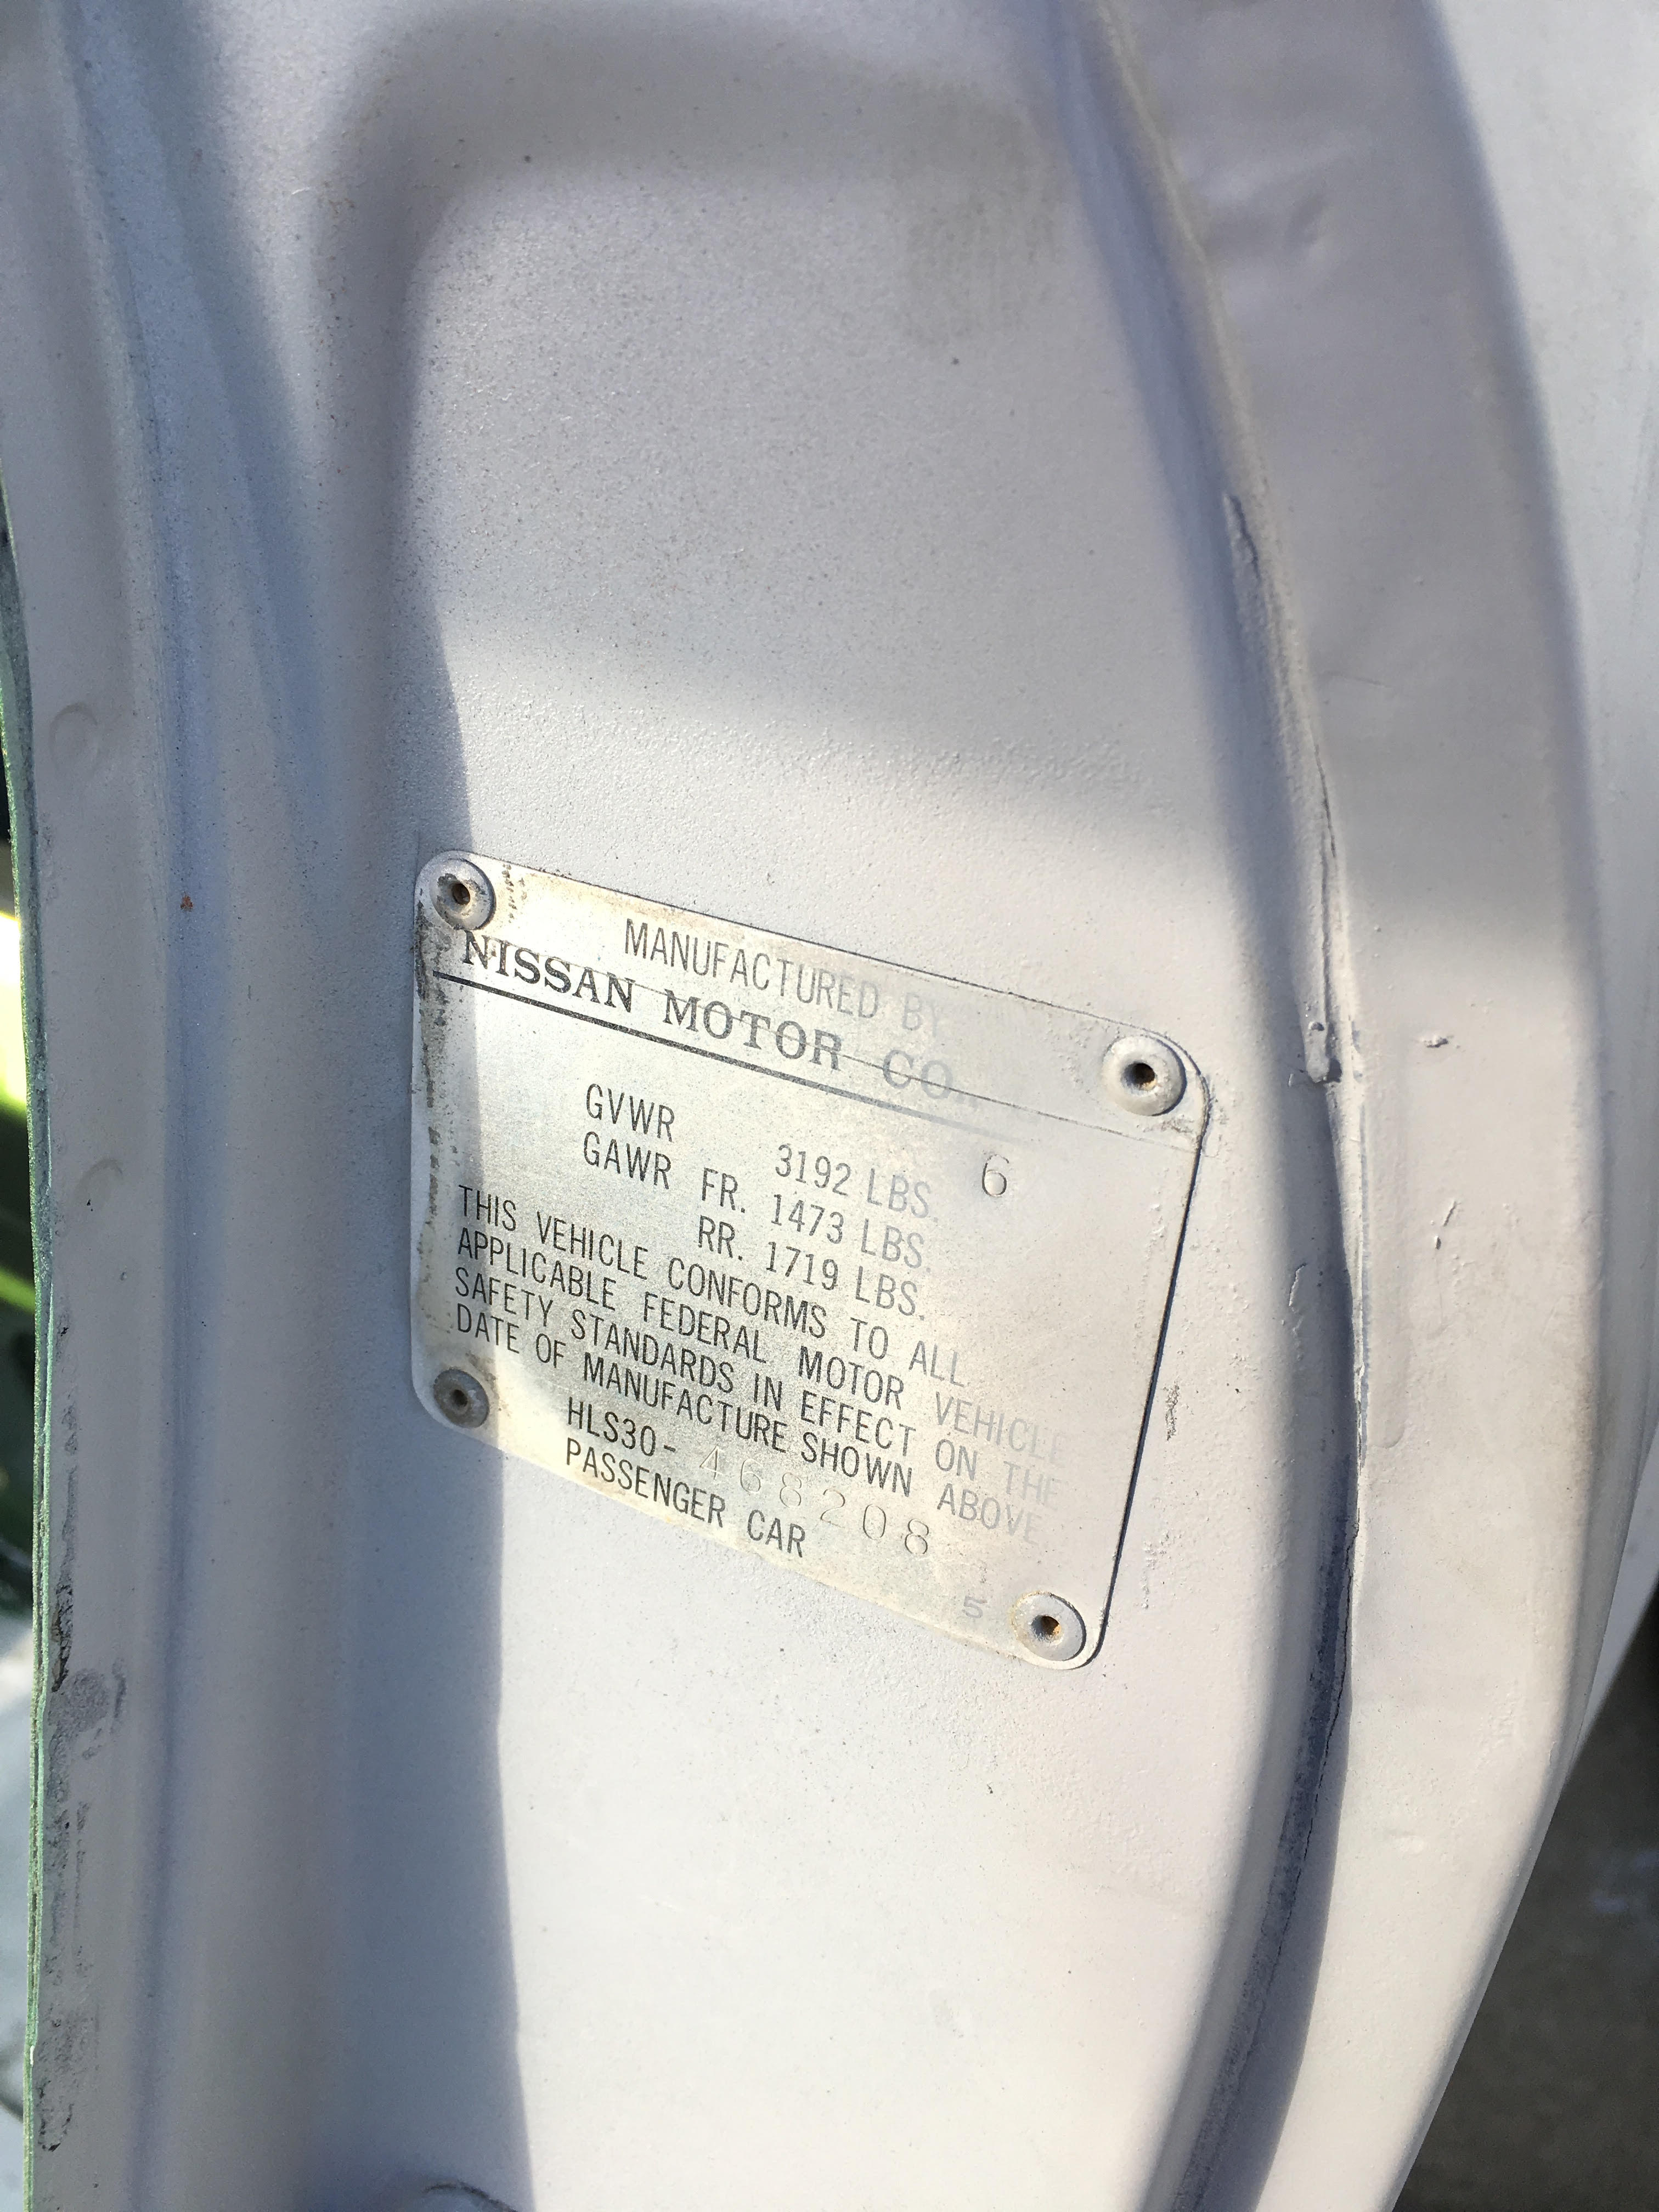 MANUFACTURED BY
NISSAN MOTOR CO.
GVWR 3192 LBS. 6
GAWR FR. 1473 LBS.
RR. 1719 LBS.
THIS VEHICLE CONFORMS TO ALL
APPLICABLE FEDERAL MOTOR VEHICLE
SAFETY STANDARDS IN EFFECT ON THE
DATE OF MANUFACTURE SHOWN ABOVE
HLS30-468208
PASSENGER CAR
5